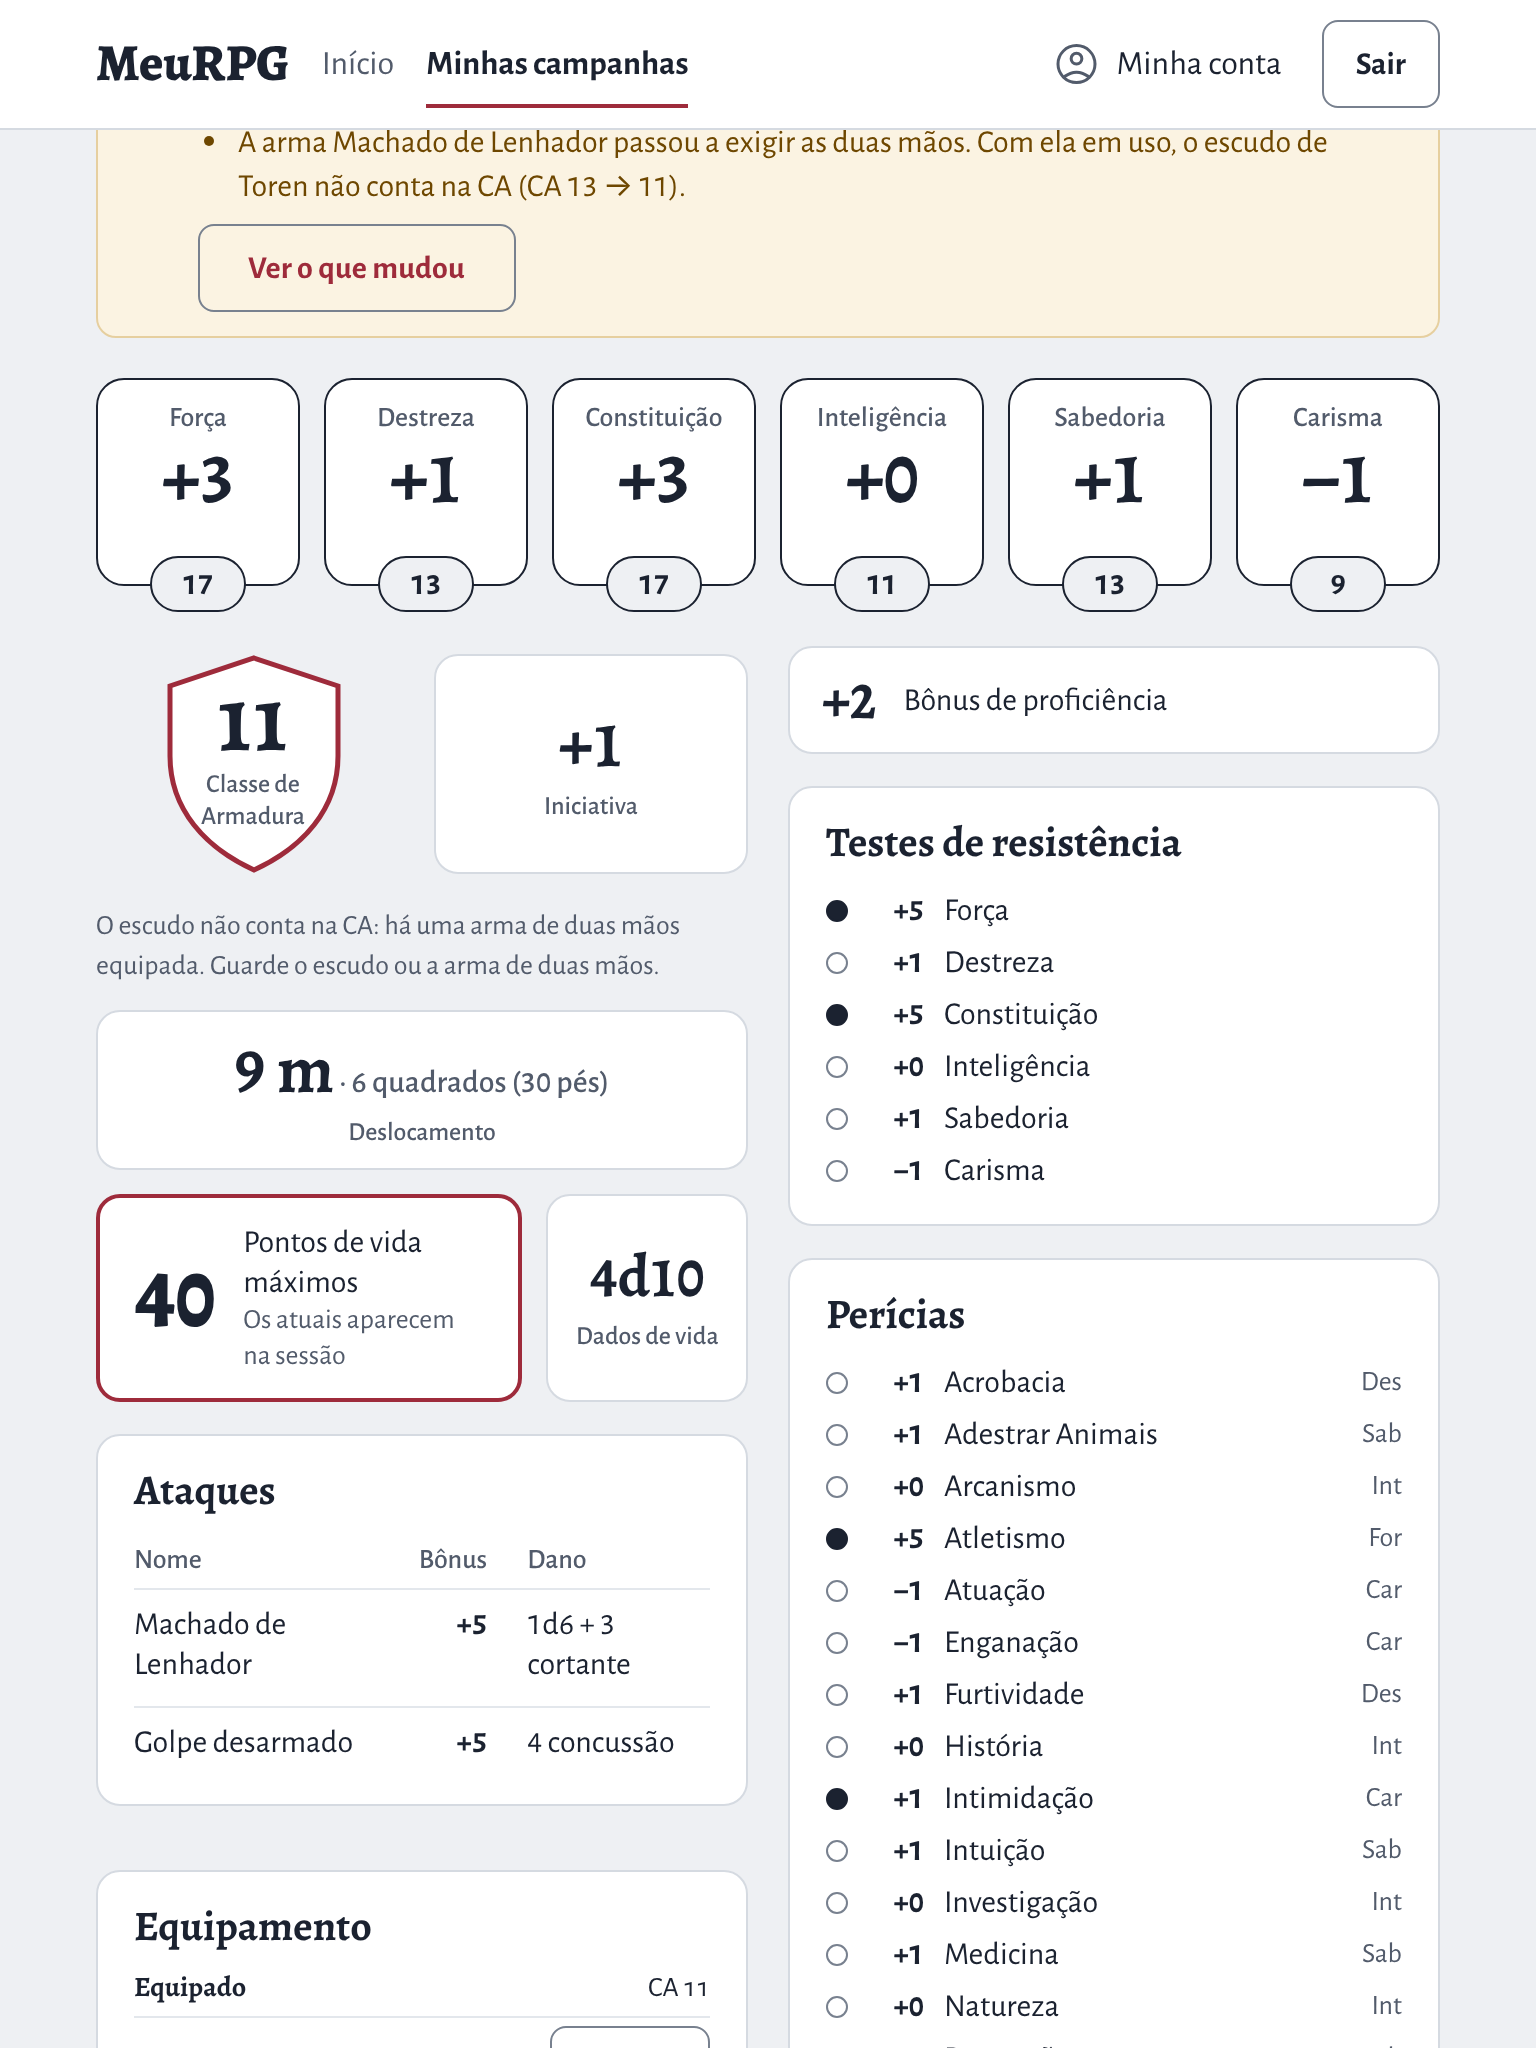 MeuRPG Início Minhas campanhas Minha conta Sair
• A arma Machado de Lenhador passou a exigir as duas mãos. Com ela em uso, o escudo de
Toren não conta na CA (CA 13 → 11).
Ver o que mudou
Força Destreza Constituição Inteligência Sabedoria Carisma
+3 +1 +3 +0 +1 −1
17 13 17 11 13 9
11
Classe de
Armadura
+1
Iniciativa
O escudo não conta na CA: há uma arma de duas mãos
equipada. Guarde o escudo ou a arma de duas mãos.
9 m · 6 quadrados (30 pés)
Deslocamento
40
Pontos de vida
máximos
Os atuais aparecem
na sessão
4d10
Dados de vida
Ataques
Nome Bônus Dano
Machado de +5 1d6 + 3
Lenhador cortante
Golpe desarmado +5 4 concussão
Equipamento
Equipado CA 11
+2 Bônus de proficiência
Testes de resistência
+5 Força
+1 Destreza
+5 Constituição
+0 Inteligência
+1 Sabedoria
−1 Carisma
Perícias
+1 Acrobacia Des
+1 Adestrar Animais Sab
+0 Arcanismo Int
+5 Atletismo For
−1 Atuação Car
−1 Enganação Car
+1 Furtividade Des
+0 História Int
+1 Intimidação Car
+1 Intuição Sab
+0 Investigação Int
+1 Medicina Sab
+0 Natureza Int